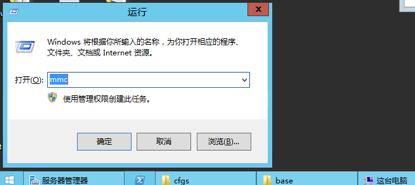 运行
Windows 将根据你所输入的名称，为你打开相应的程序、
文件夹、文档或 Internet 资源。
打开(O):
mmc
使用管理权限创建此任务。
确定
取消
浏览(B)...
服务器管理器
cfgs
base
这台电脑